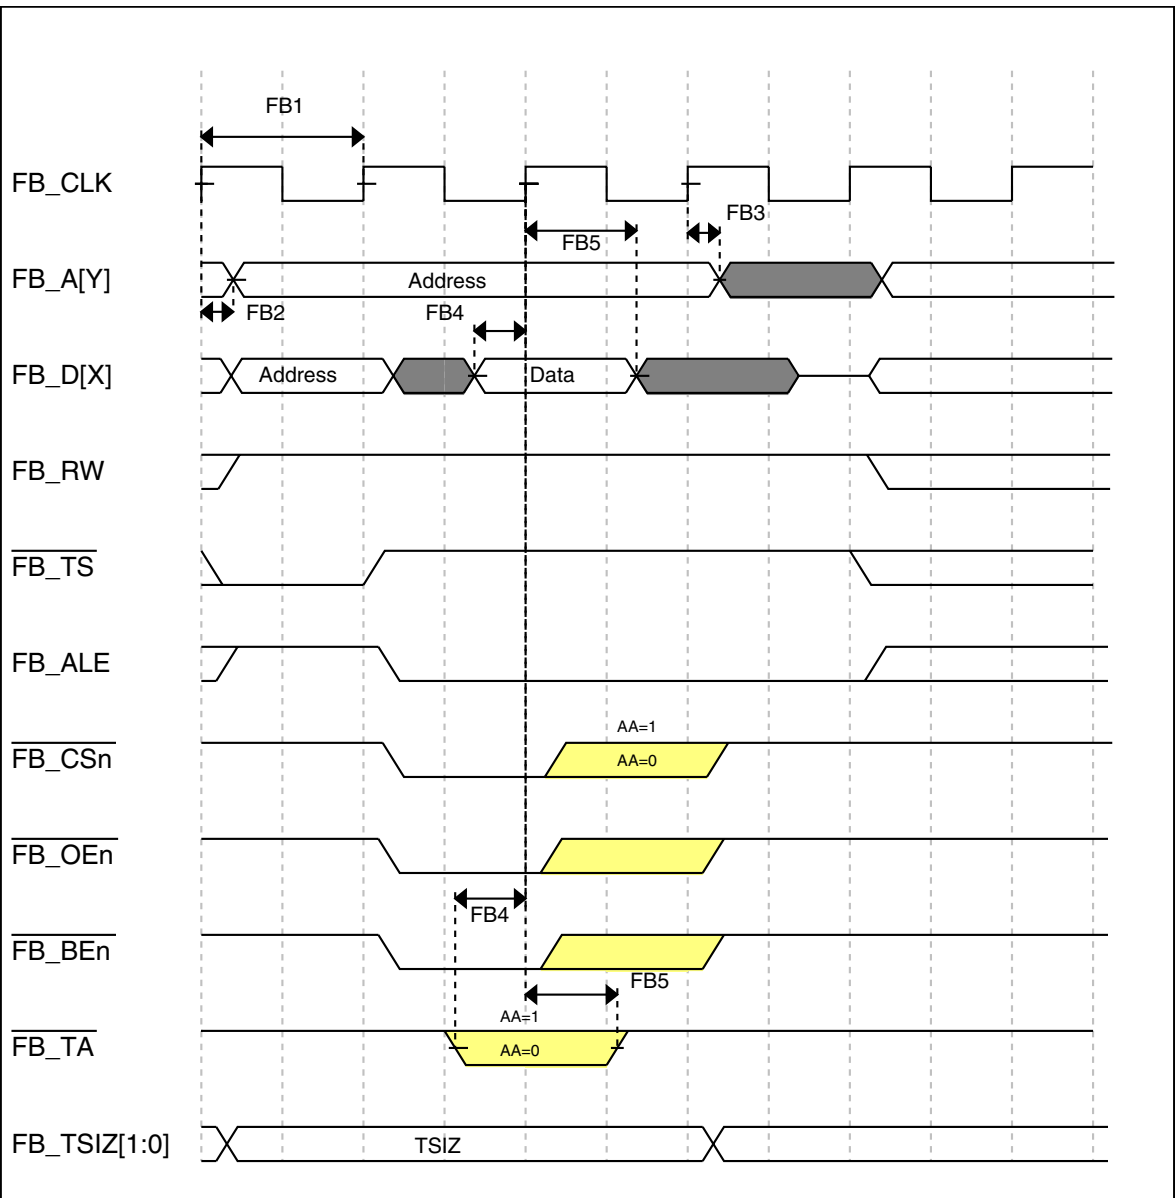 FB1
FB_CLK
FB3
FB5
FB_A[Y]
Address
FB2
FB4
FB_D[X]
Address
Data
FB_RW
FB_TS
FB_ALE
AA=1
FB_CSn
AA=0
FB_OEn
FB4
FB_BEn
FB5
AA=1
FB_TA
AA=0
FB_TSIZ[1:0]
TSIZ